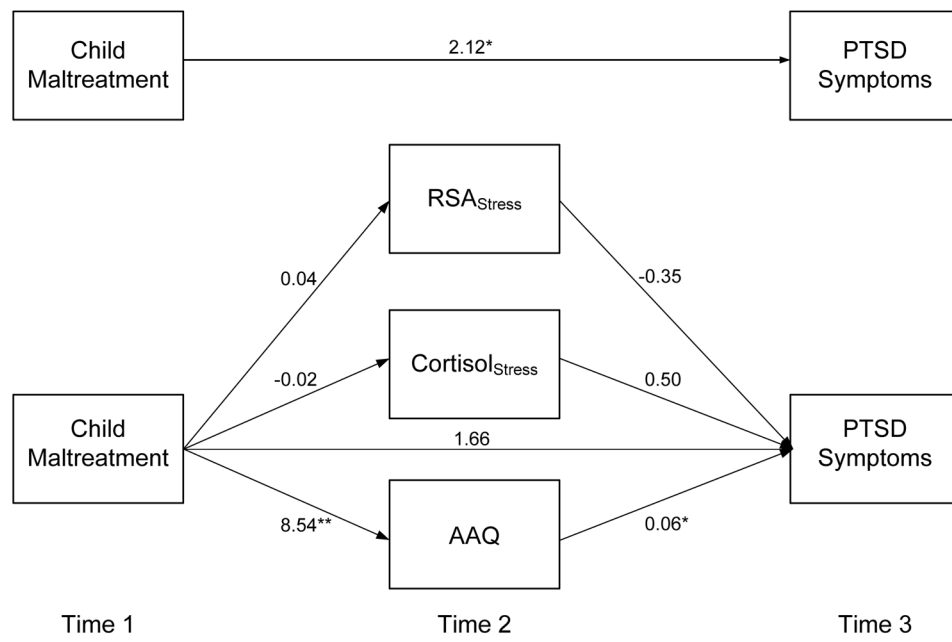 Child
Maltreatment
2.12*
PTSD
Symptoms
RSAStress
0.04
-0.35
CortisolStress
-0.02
0.50
Child
Maltreatment
1.66
PTSD
Symptoms
8.54**
AAQ
0.06*
Time 1
Time 2
Time 3